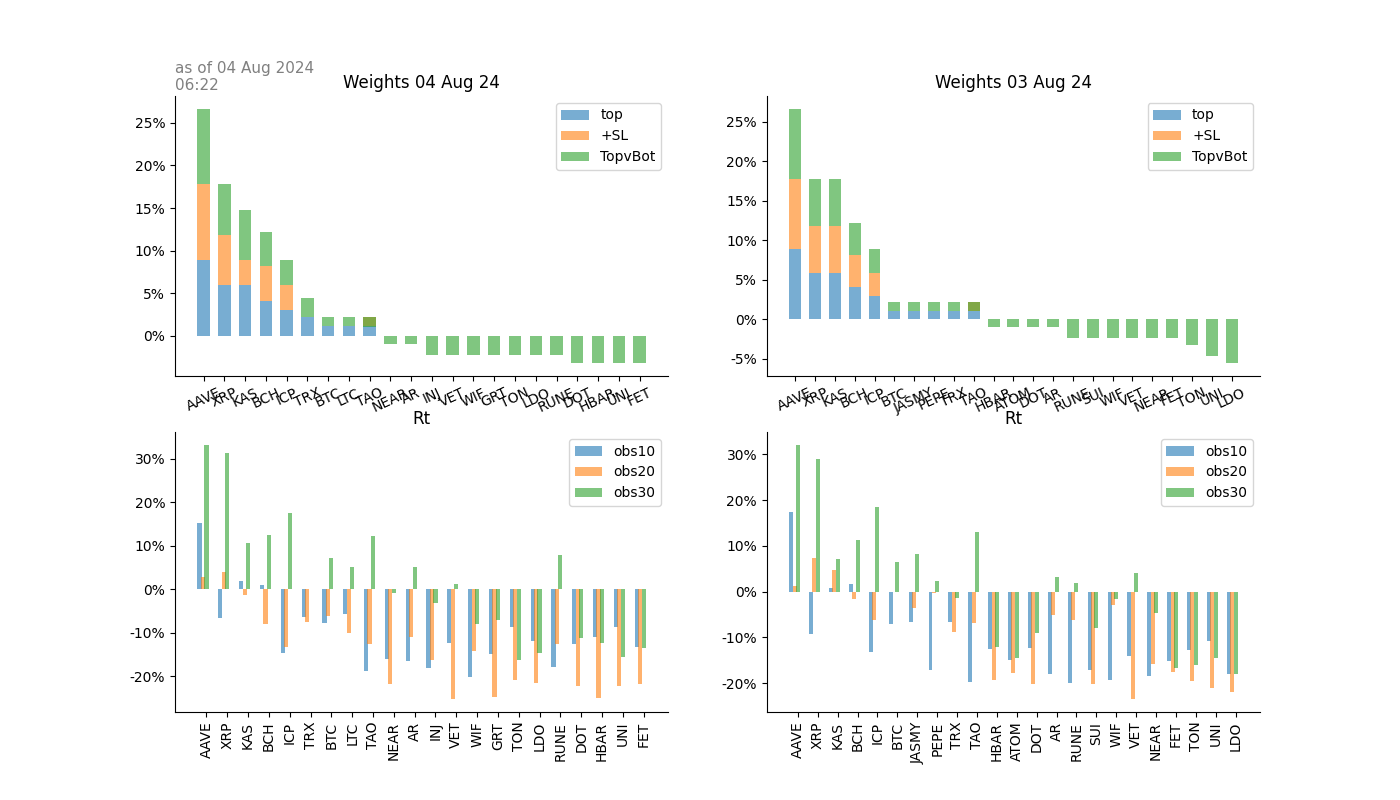 as of 04 Aug 2024
06:22
Weights 04 Aug 24
25%
20%
15%
10%
5%
0%
top
+SL
TopvBot
AAVE XRP KAS BCH ICP TRX BTC LTC TAO NEAR AR INJ VET WIF GRT TON LDO RUNE DOT HBAR UNI FET
Weights 03 Aug 24
25%
20%
15%
10%
5%
0%
-5%
top
+SL
TopvBot
AAVE XRP KAS BCH ICP BTC JASMY PEPE TRX TAO HBAR ATOM DOT AR RUNE SUI WIF VET NEAR FET TON UNI LDO
Rt
30%
20%
10%
0%
-10%
-20%
obs10
obs20
obs30
AAVE XRP KAS BCH ICP TRX BTC LTC TAO NEAR AR INJ VET WIF GRT TON LDO RUNE DOT HBAR UNI FET
Rt
30%
20%
10%
0%
-10%
-20%
obs10
obs20
obs30
AAVE XRP KAS BCH ICP BTC JASMY PEPE TRX TAO HBAR ATOM DOT AR RUNE SUI WIF VET NEAR FET TON UNI LDO